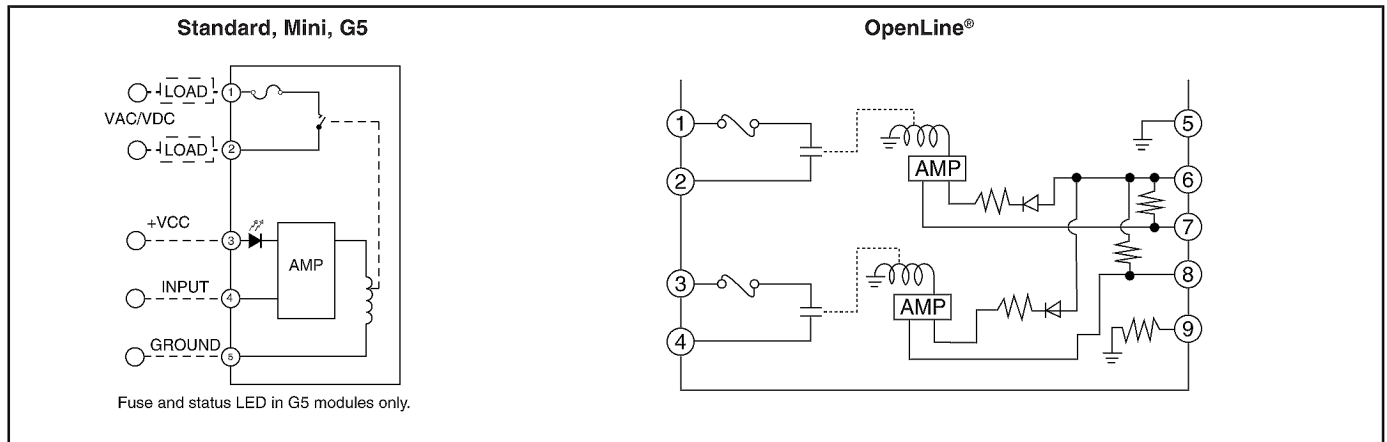 Standard, Mini, G5
LOAD
1
VAC/VDC
LOAD
2
+VCC
3
AMP
INPUT
4
GROUND
5
Fuse and status LED in G5 modules only.
OpenLine®
1
2
3
4
AMP
AMP
5
6
7
8
9